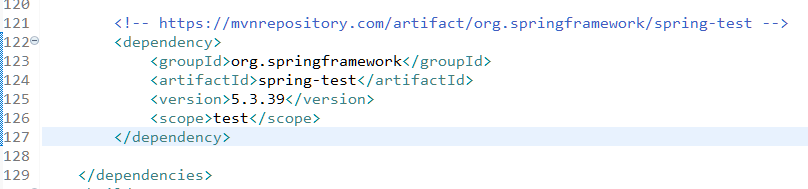 120
121 <!-- https://mvnrepository.com/artifact/org.springframework/spring-test -->
122 <dependency>
123 <groupId>org.springframework</groupId>
124 <artifactId>spring-test</artifactId>
125 <version>5.3.39</version>
126 <scope>test</scope>
127 </dependency>
128
129 </dependencies>